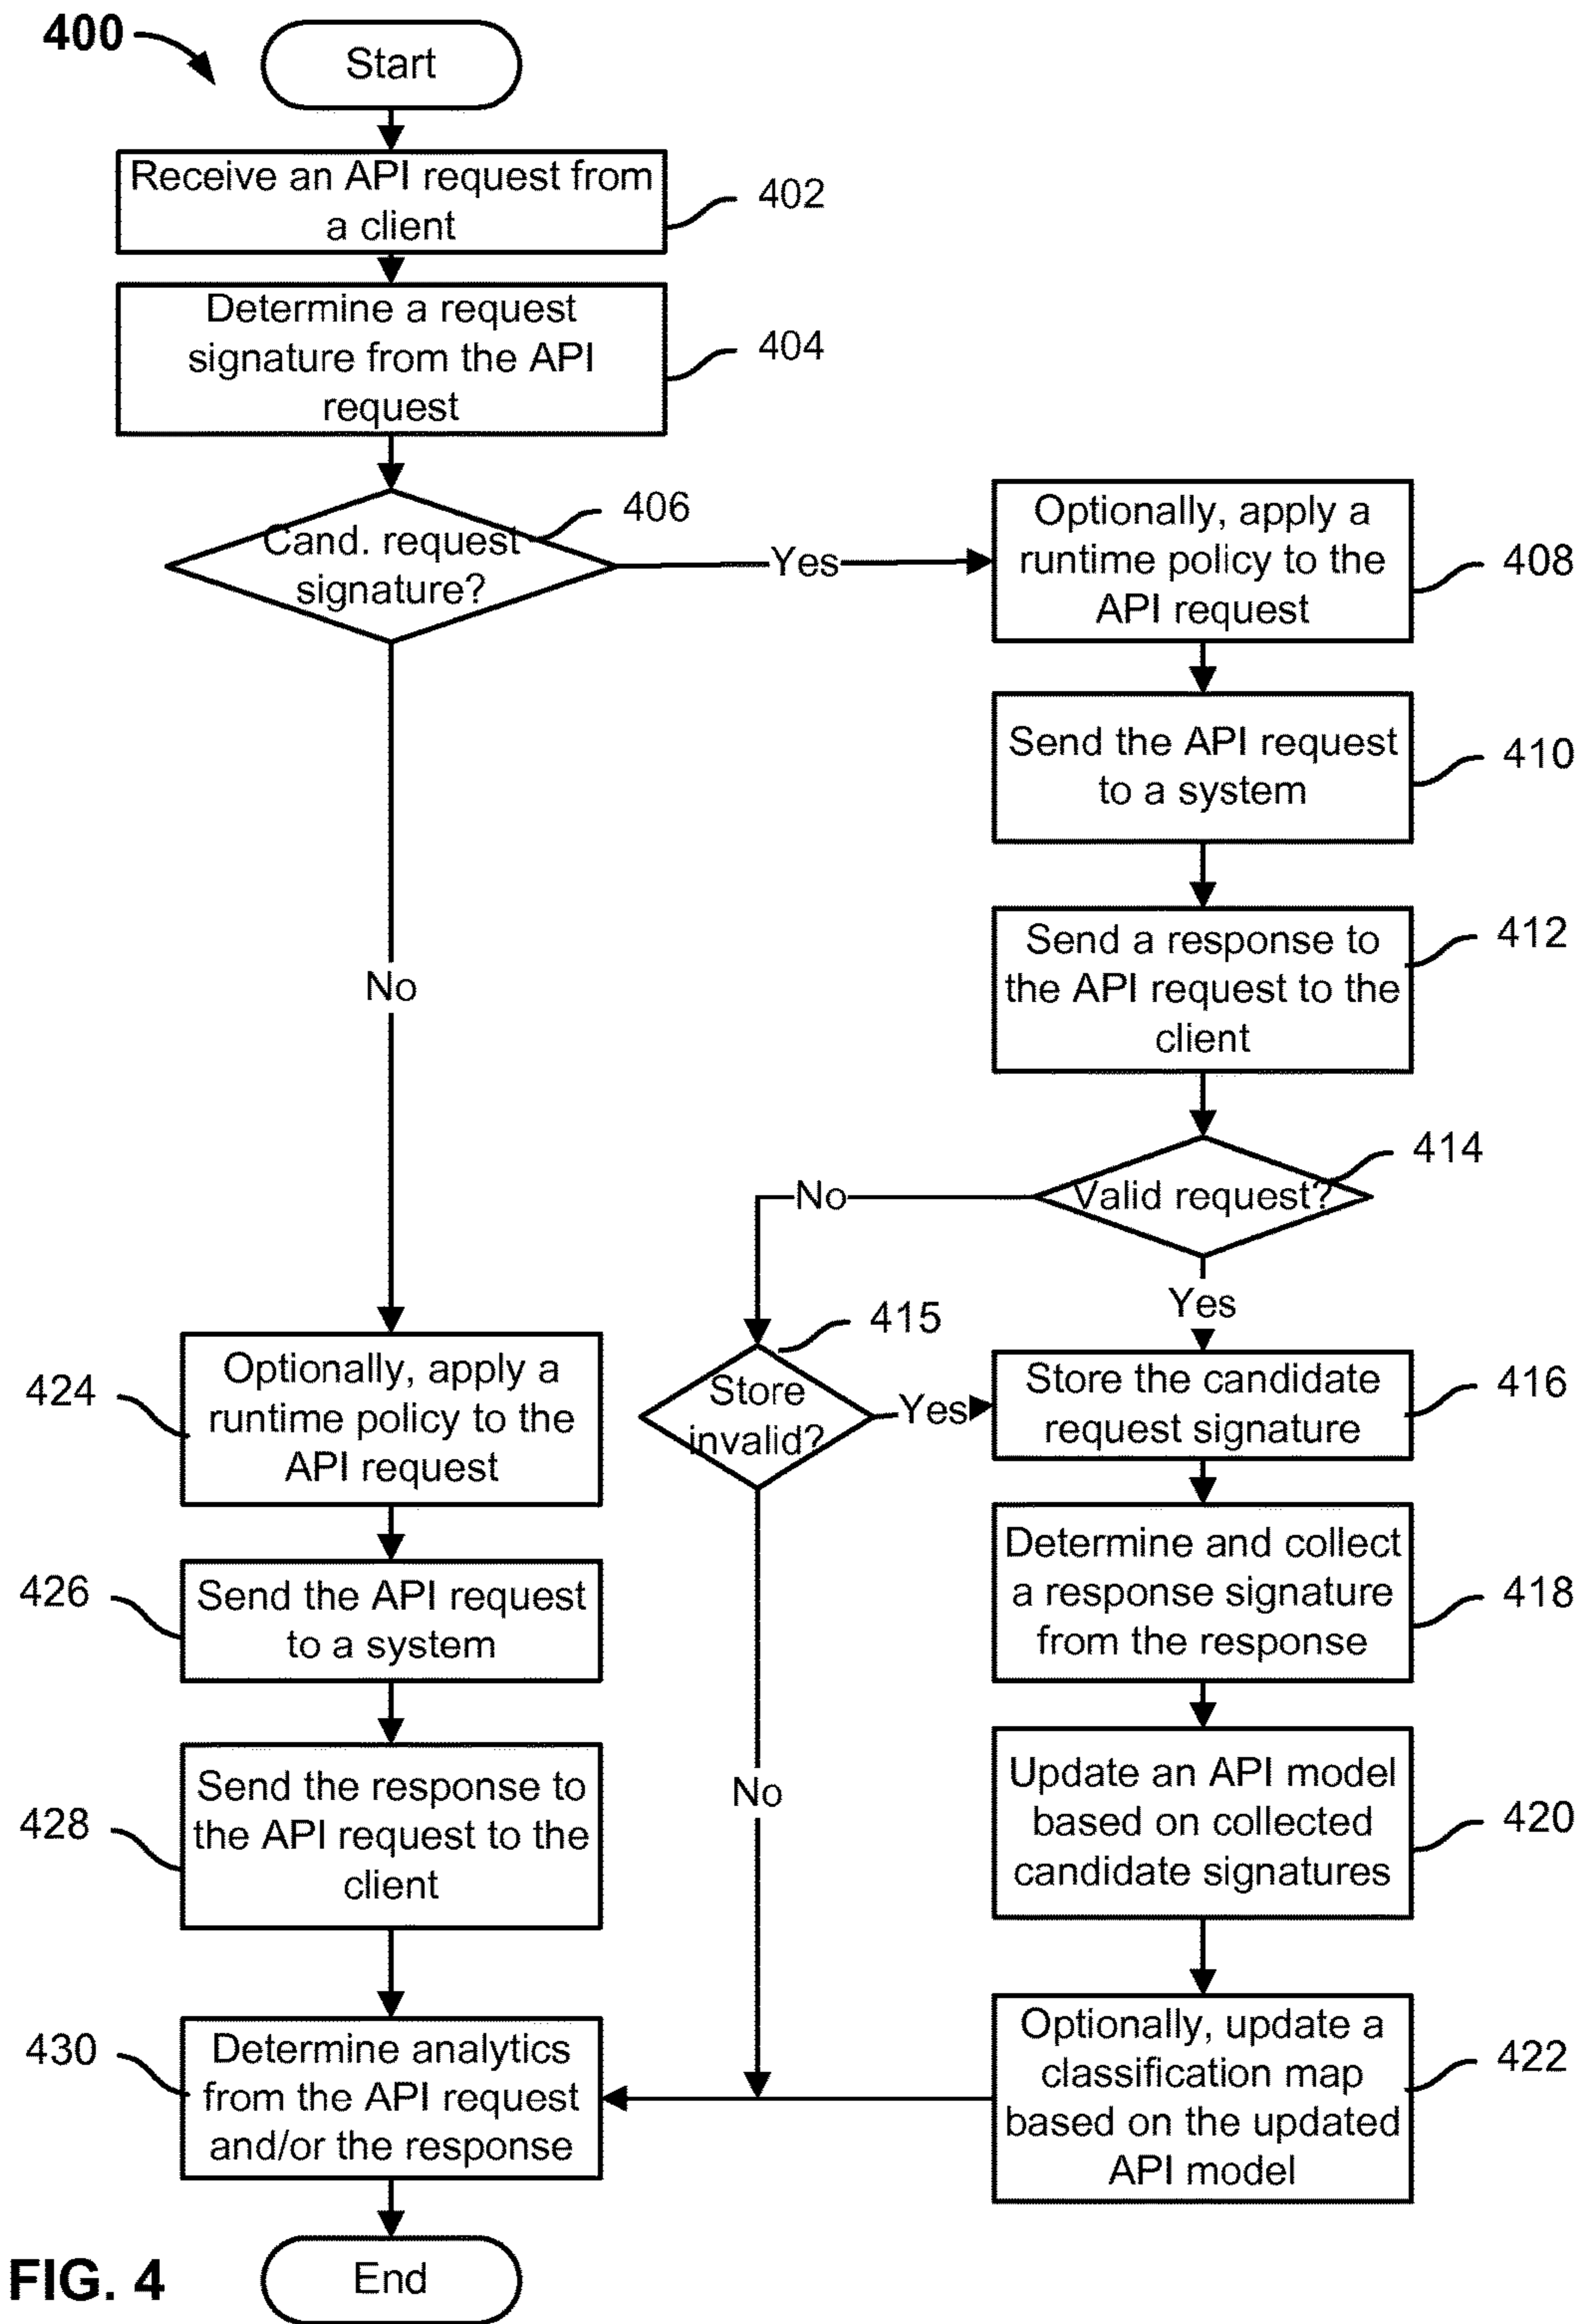 400
Start
Receive an API request from
a client
402
Determine a request
signature from the API
request
404
Cand. request
signature?
406
Yes
Optionally, apply a
runtime policy to the
API request
408
Send the API request
to a system
410
Send a response to
the API request to the
client
412
No
Valid request?
414
No
Yes
415
Store
invalid?
Yes
Store the candidate
request signature
416
424
Optionally, apply a
runtime policy to the
API request
Determine and collect
a response signature
from the response
418
426
Send the API request
to a system
Update an API model
based on collected
candidate signatures
420
No
428
Send the response to
the API request to the
client
Optionally, update a
classification map
based on the updated
API model
422
430
Determine analytics
from the API request
and/or the response
End
FIG. 4